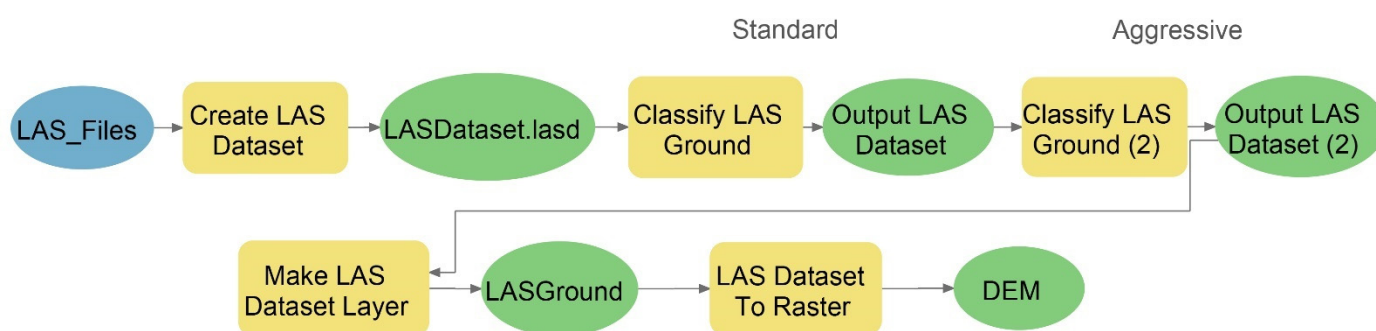 Standard
Aggressive
LAS_Files
Create LAS
Dataset
LASDataset.lasd
Classify LAS
Ground
Output LAS
Dataset
Classify LAS
Ground (2)
Output LAS
Dataset (2)
Make LAS
Dataset Layer
LASGround
LAS Dataset
To Raster
DEM